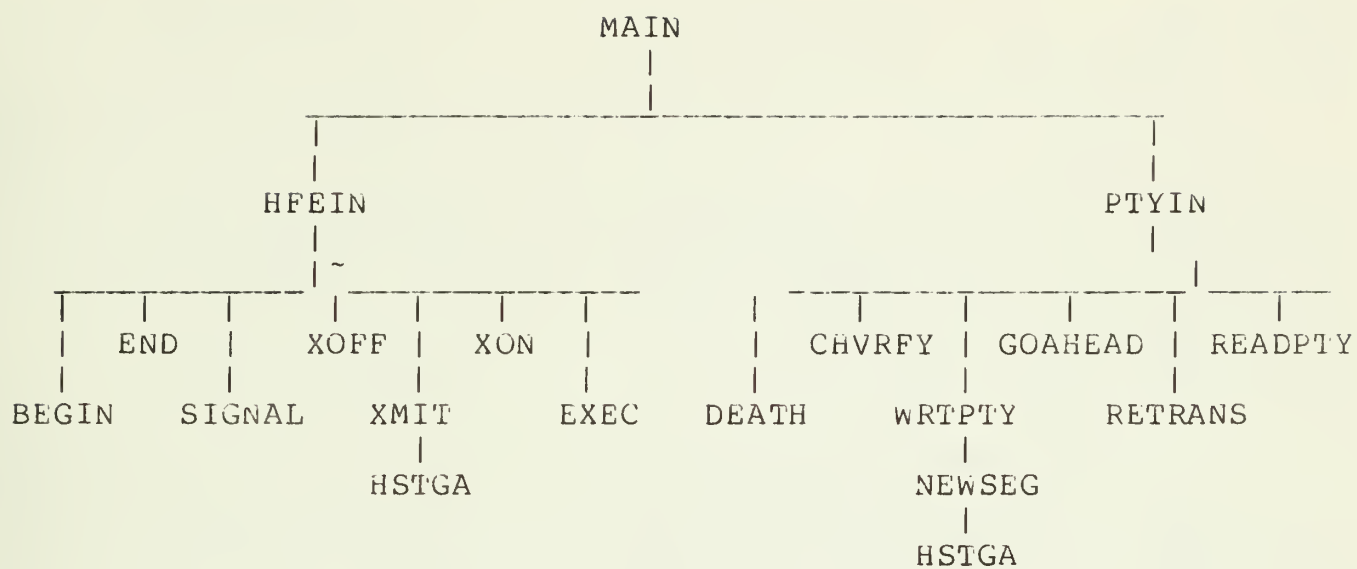 MAIN
HFEIN PTYIN
END XOFF XON CHVRFY GOAHEAD READPTY
BEGIN SIGNAL XMIT EXEC DEATH WRTPTY RETRANS
HSTGA NEWSEG
HSTGA